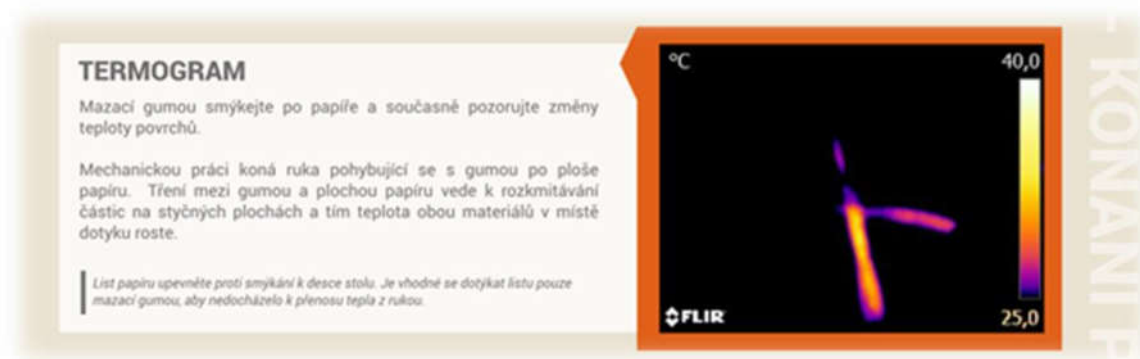 TERMOGRAM
Mazací gumou smýkejte po papíře a současně pozorujte změny
teploty povrchů.
Mechanickou práci koná ruka pohybující se s gumou po ploše
papíru. Tření mezi gumou a plochou papíru vede k rozkmitávání
částic na styčných plochách a tím teplota obou materiálů v místě
dotyku roste.
List papíru upevněte proti smýkání k desce stolu. Je vhodné se dotýkat listu pouze
mazací gumou, aby nedocházelo k přenosu tepla z rukou.
°C
40,0
FLIR
25,0
KONÁNÍ P